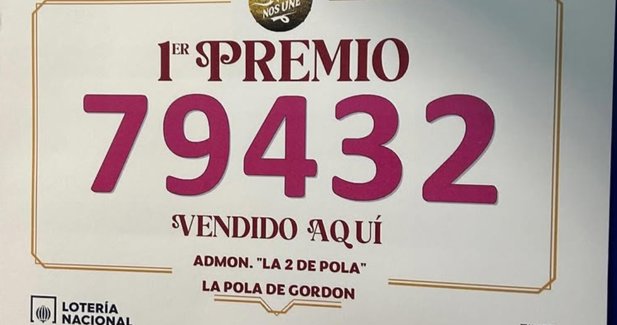 NOS UNE
1ER PREMIO
79432
VENDIDO AQUÍ
ADMON. "LA 2 DE POLA"
LA POLA DE GORDON
LOTERÍA
NACIONAL